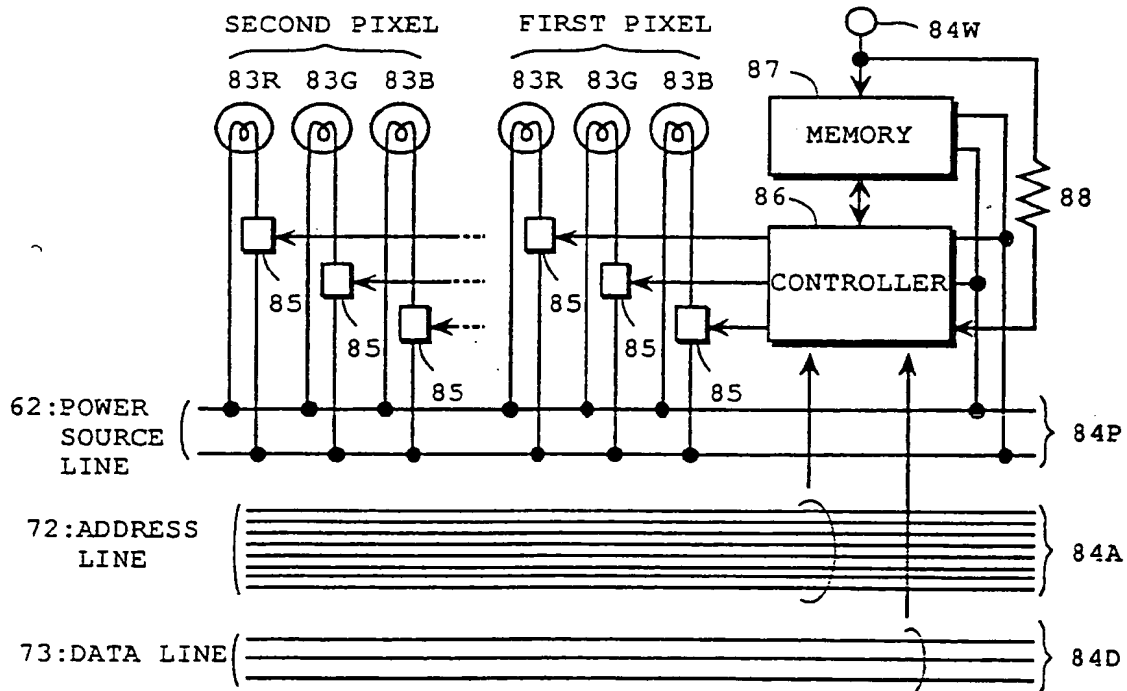 SECOND PIXEL
FIRST PIXEL
84W
83R 83G 83B
83R 83G 83B
87
MEMORY
88
86
CONTROLLER
85
85
85
85
85
85
62:POWER
SOURCE
LINE
84P
72:ADDRESS
LINE
84A
73:DATA LINE
84D